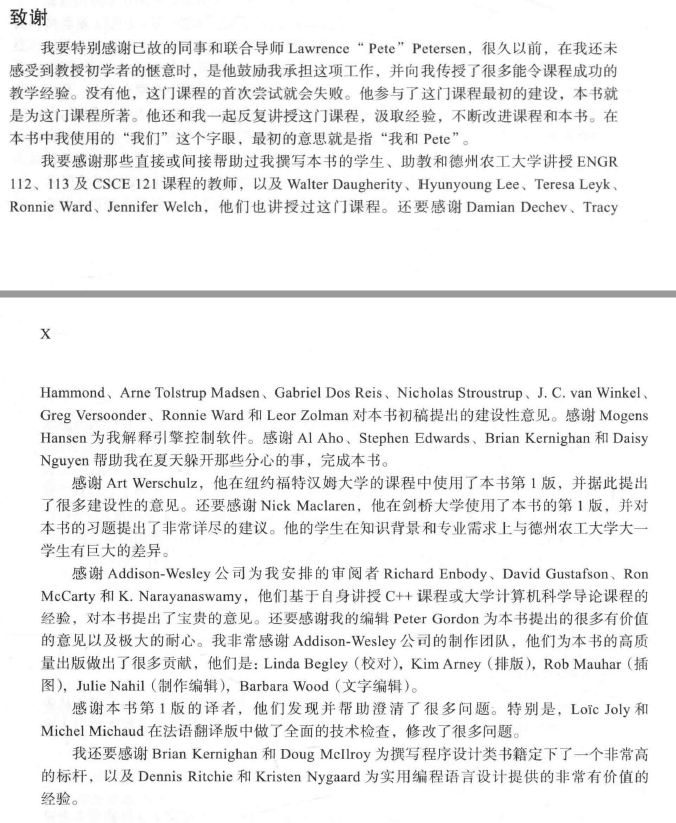 致谢
我要特别感谢已故的同事和联合导师 Lawrence “ Pete” Petersen，很久以前，在我还未
感受到教授初学者的惬意时，是他鼓励我承担这项工作，并向我传授了很多能令课程成功的
教学经验。没有他，这门课程的首次尝试就会失败。他参与了这门课程最初的建设，本书就
是为这门课程所著。他还和我一起反复讲授这门课程，汲取经验，不断改进课程和本书。在
本书中我使用的“我们”这个字眼，最初的意思就是指“我和 Pete”。
我要感谢那些直接或间接帮助过我撰写本书的学生、助教和德州农工大学讲授 ENGR
112、113 及 CSCE 121 课程的教师，以及 Walter Daugherity、Hyunyoung Lee、Teresa Leyk、
Ronnie Ward、Jennifer Welch，他们也讲授过这门课程。还要感谢 Damian Dechev、Tracy
X
Hammond、Arne Tolstrup Madsen、Gabriel Dos Reis、Nicholas Stroustrup、J. C. van Winkel、
Greg Versoonder、Ronnie Ward 和 Leor Zolman 对本书初稿提出的建设性意见。感谢 Mogens
Hansen 为我解释引擎控制软件。感谢 Al Aho、Stephen Edwards、Brian Kernighan 和 Daisy
Nguyen 帮助我在夏天躲开那些分心的事，完成本书。
感谢 Art Werschulz，他在纽约福特汉姆大学的课程中使用了本书第 1 版，并据此提出
了很多建设性的意见。还要感谢 Nick Maclaren，他在剑桥大学使用了本书的第 1 版，并对
本书的习题提出了非常详尽的建议。他的学生在知识背景和专业需求上与德州农工大学大一
学生有巨大的差异。
感谢 Addison-Wesley 公司为我安排的审阅者 Richard Enbody、David Gustafson、Ron
McCarty 和 K. Narayanaswamy，他们基于自身讲授 C++ 课程或大学计算机科学导论课程的
经验，对本书提出了宝贵的意见。还要感谢我的编辑 Peter Gordon 为本书提出的很多有价值
的意见以及极大的耐心。我非常感谢 Addison-Wesley 公司的制作团队，他们为本书的高质
量出版做出了很多贡献，他们是：Linda Begley（校对），Kim Arney（排版），Rob Mauhar（插
图），Julie Nahil（制作编辑），Barbara Wood（文字编辑）。
感谢本书第 1 版的译者，他们发现并帮助澄清了很多问题。特别是，Loïc Joly 和
Michel Michaud 在法语翻译版中做了全面的技术检查，修改了很多问题。
我还要感谢 Brian Kernighan 和 Doug McIlroy 为撰写程序设计类书籍定下了一个非常高
的标杆，以及 Dennis Ritchie 和 Kristen Nygaard 为实用编程语言设计提供的非常有价值的
经验。